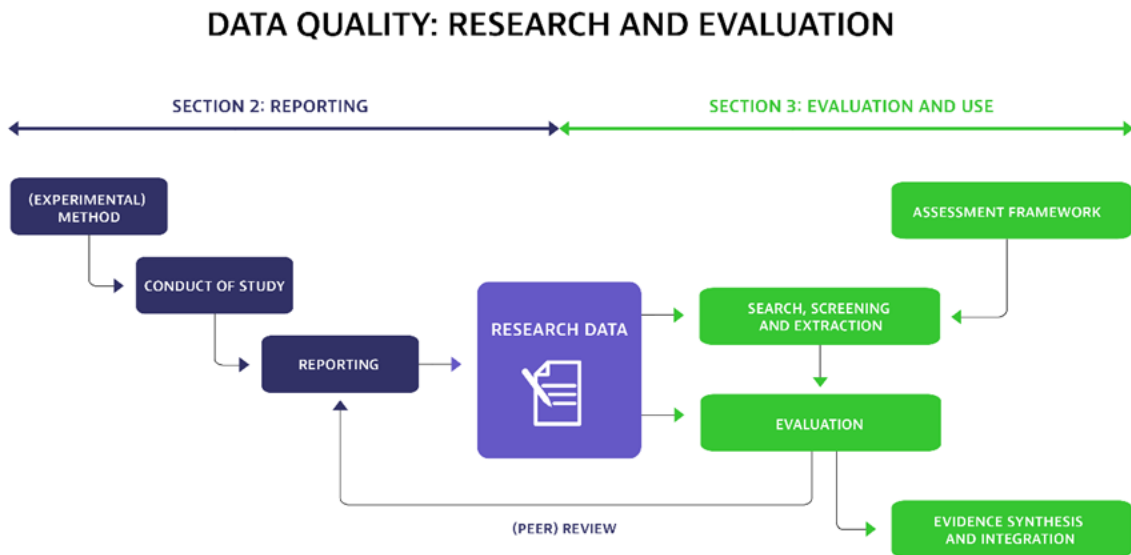 DATA QUALITY: RESEARCH AND EVALUATION
SECTION 2: REPORTING
SECTION 3: EVALUATION AND USE
(EXPERIMENTAL)
METHOD
ASSESSMENT FRAMEWORK
CONDUCT OF STUDY
RESEARCH DATA
SEARCH, SCREENING
AND EXTRACTION
REPORTING
EVALUATION
(PEER) REVIEW
EVIDENCE SYNTHESIS
AND INTEGRATION